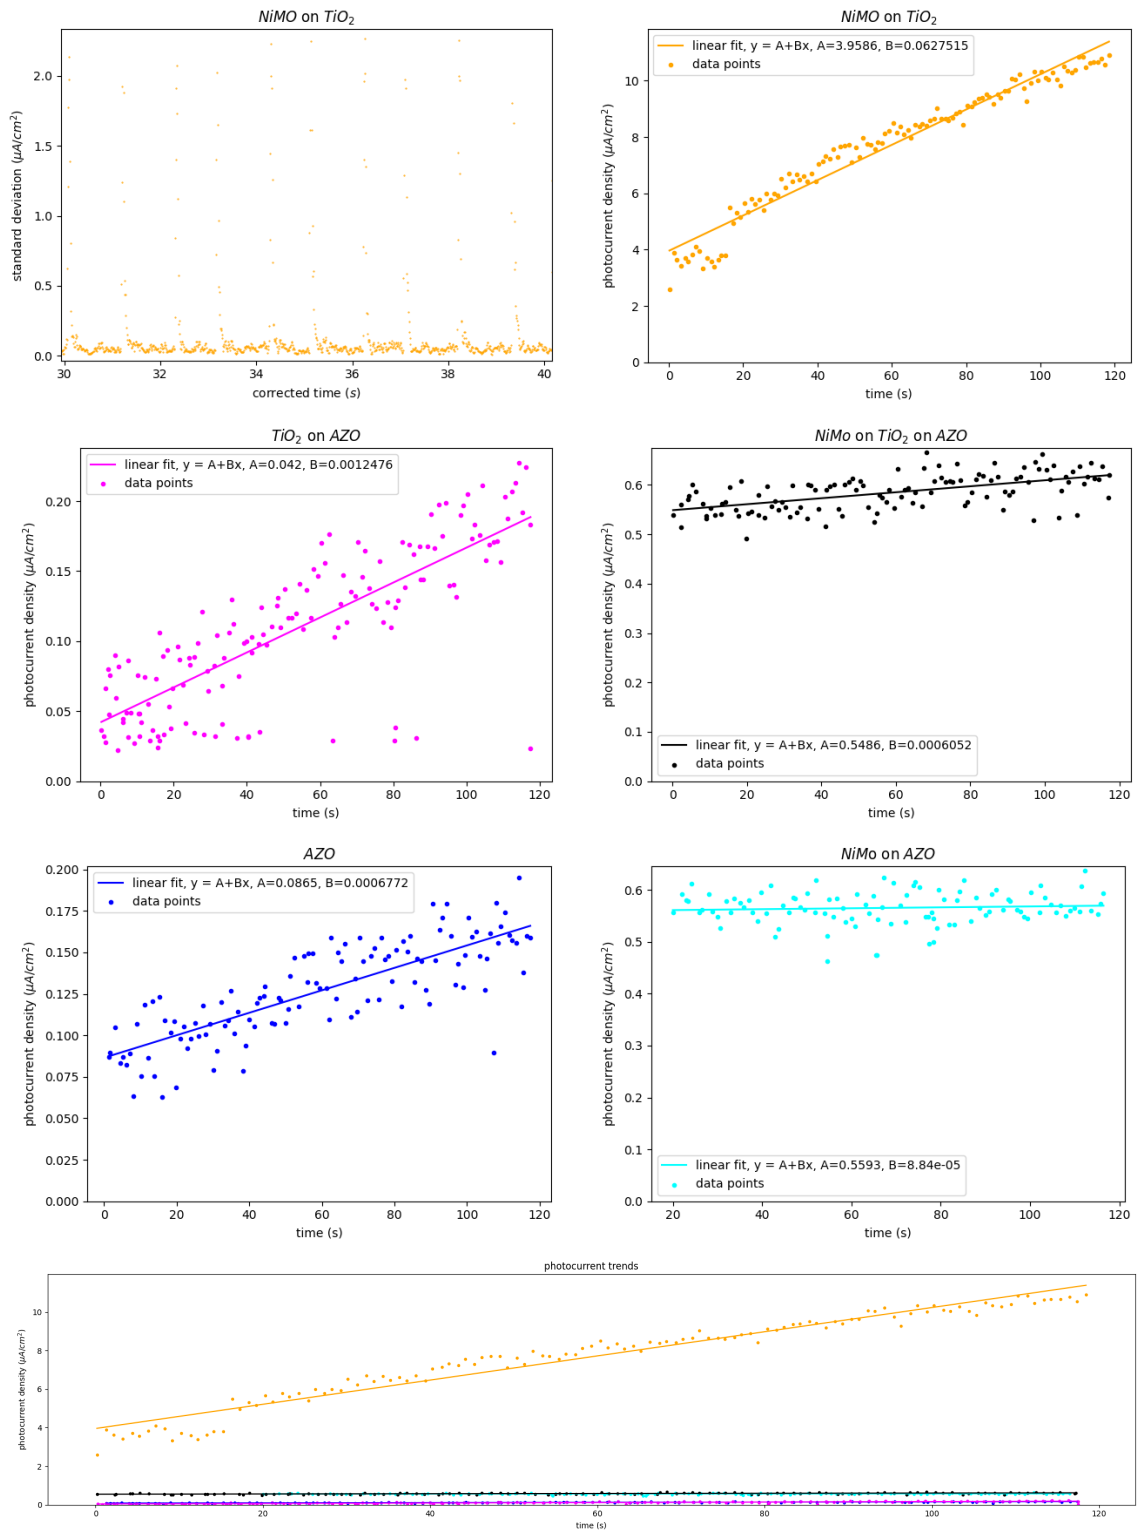 NiMO on TiO2
standard deviation (μA/cm²)
2.0
1.5
1.0
0.5
0.0
30 32 34 36 38 40
corrected time (s)
NiMO on TiO2
linear fit, y = A+Bx, A=3.9586, B=0.0627515
data points
photocurrent density (μA/cm²)
10
8
6
4
2
0
0 20 40 60 80 100 120
time (s)
TiO2 on AZO
linear fit, y = A+Bx, A=0.042, B=0.0012476
data points
photocurrent density (μA/cm²)
0.20
0.15
0.10
0.05
0.00
0 20 40 60 80 100 120
time (s)
NiMo on TiO2 on AZO
photocurrent density (μA/cm²)
0.6
0.5
0.4
0.3
0.2
0.1
0.0
linear fit, y = A+Bx, A=0.5486, B=0.0006052
data points
0 20 40 60 80 100 120
time (s)
AZO
linear fit, y = A+Bx, A=0.0865, B=0.0006772
data points
photocurrent density (μA/cm²)
0.200
0.175
0.150
0.125
0.100
0.075
0.050
0.025
0.000
0 20 40 60 80 100 120
time (s)
NiMo on AZO
photocurrent density (μA/cm²)
0.6
0.5
0.4
0.3
0.2
0.1
0.0
linear fit, y = A+Bx, A=0.5593, B=8.84e-05
data points
20 40 60 80 100 120
time (s)
photocurrent trends
photocurrent density (μA/cm²)
10
8
6
4
2
0
0 20 40 60 80 100 120
time (s)